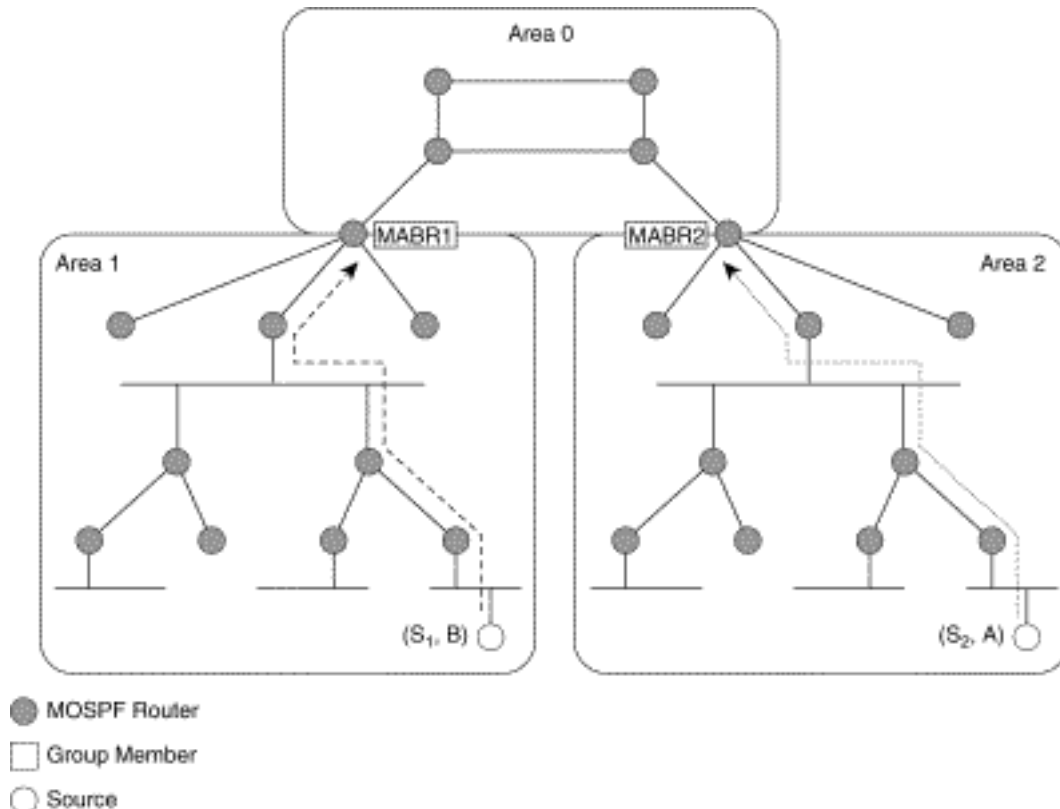 Area 0
MABR1
MABR2
Area 1
Area 2
(S₁, B)
(S₂, A)
MOSPF Router
Group Member
Source